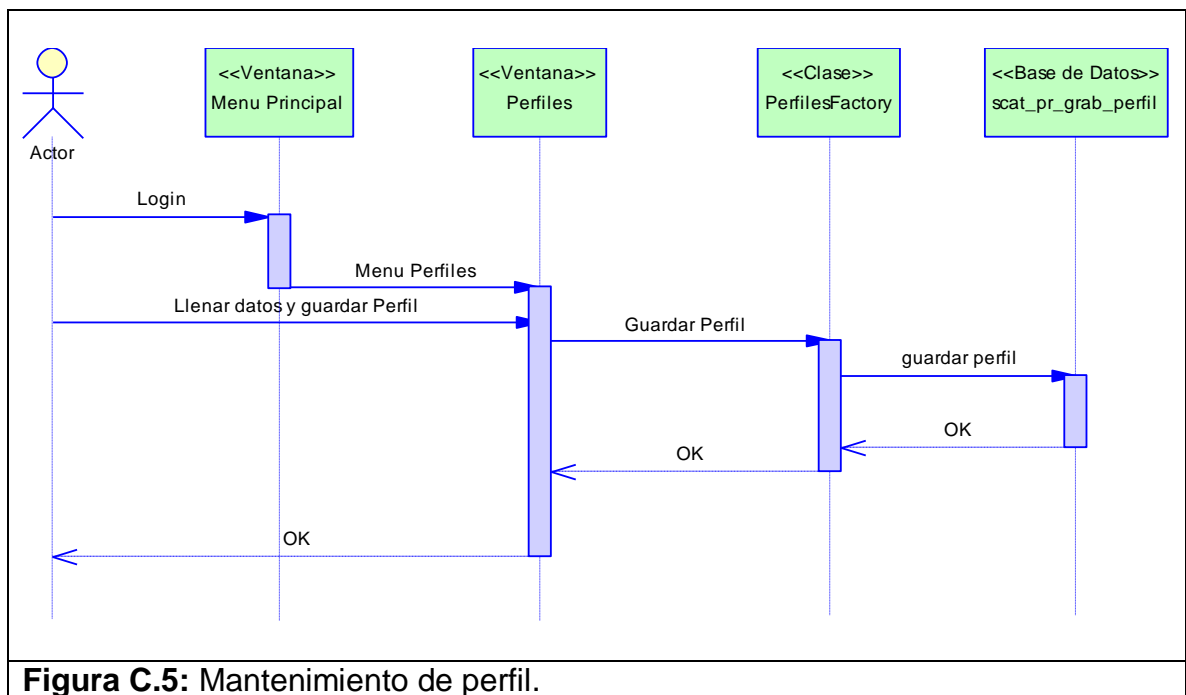 <<Ventana>>
Menu Principal
<<Ventana>>
Perfiles
<<Clase>>
PerfilesFactory
<<Base de Datos>>
scat_pr_grab_perfil
Actor
Login
Menu Perfiles
Llenar datos y guardar Perfil
Guardar Perfil
guardar perfil
OK
OK
OK
Figura C.5: Mantenimiento de perfil.